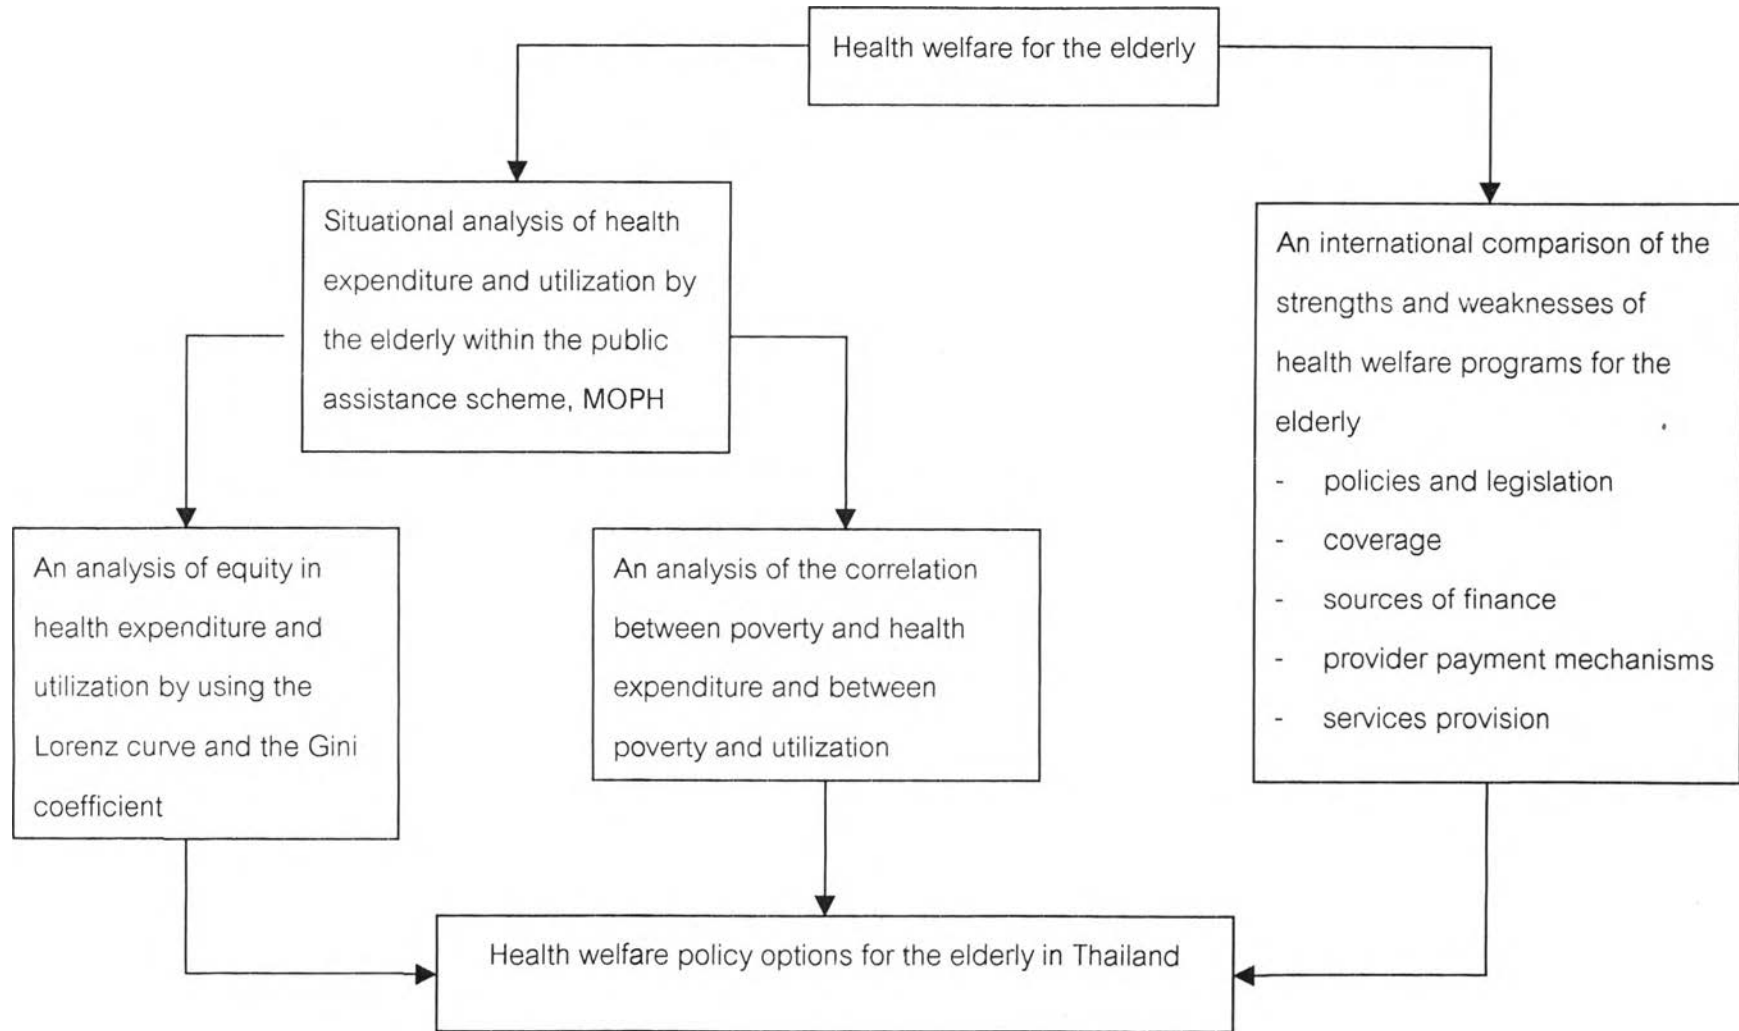 Health welfare for the elderly
Situational analysis of health
expenditure and utilization by
the elderly within the public
assistance scheme, MOPH
An international comparison of the
strengths and weaknesses of
health welfare programs for the
elderly
- policies and legislation
- coverage
- sources of finance
- provider payment mechanisms
- services provision
An analysis of equity in
health expenditure and
utilization by using the
Lorenz curve and the Gini
coefficient
An analysis of the correlation
between poverty and health
expenditure and between
poverty and utilization
Health welfare policy options for the elderly in Thailand